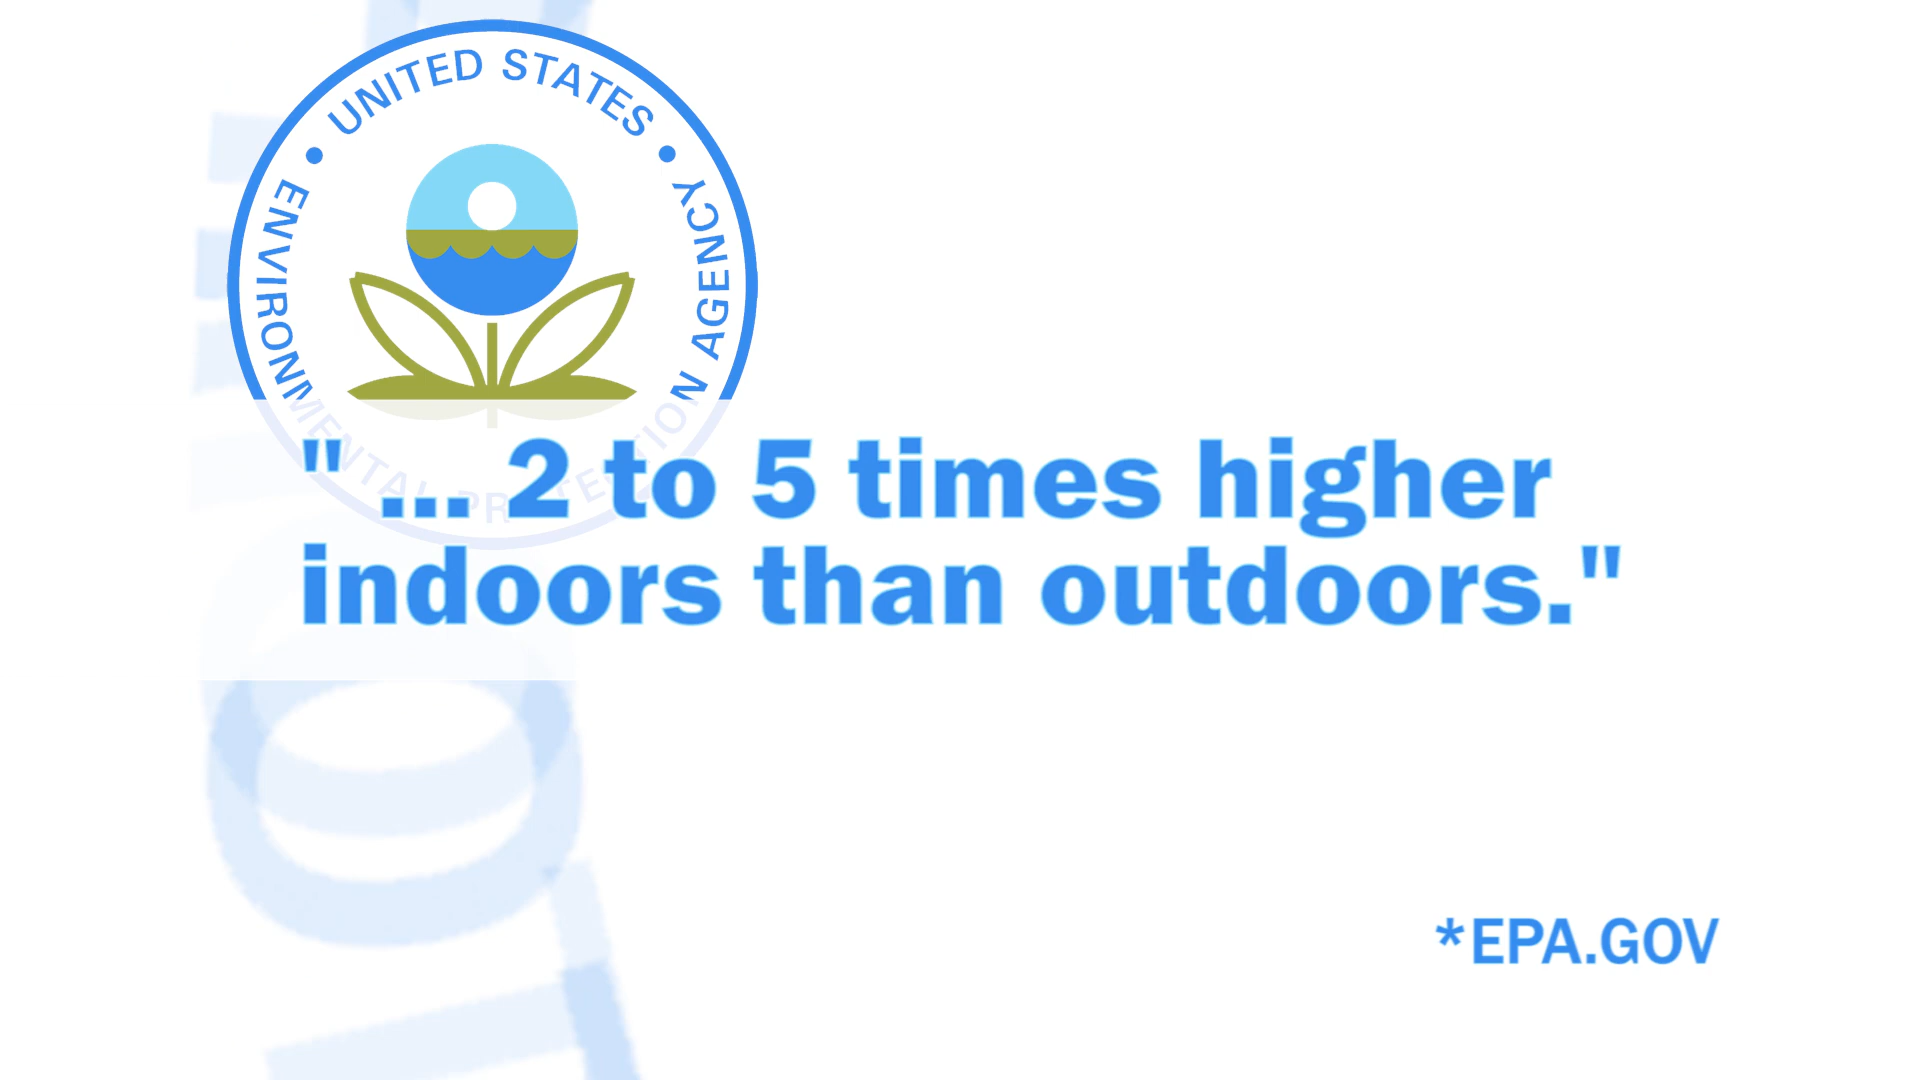 UNITED STATES • ENVIRONMENTAL PROTECTION AGENCY •
"... 2 to 5 times higher
indoors than outdoors."
*EPA.GOV